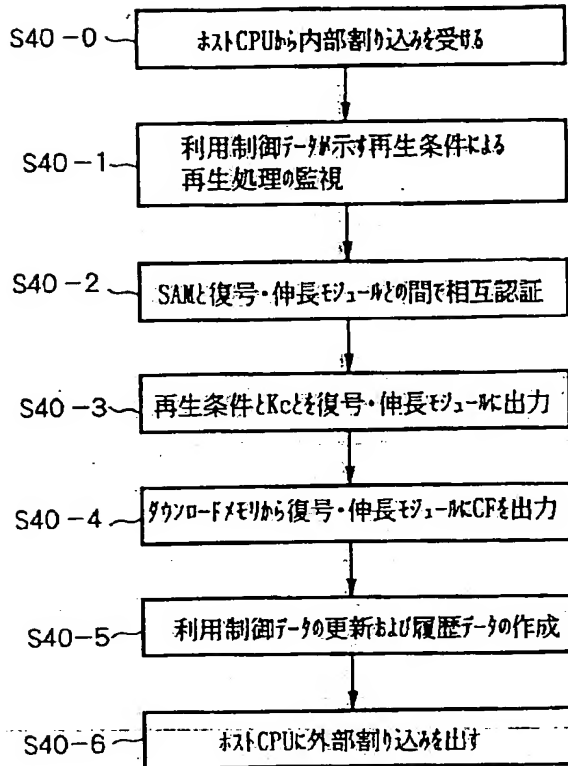 S40-0
ホストCPUから内部割り込みを受ける
S40-1
利用制御データが示す再生条件による
再生処理の監視
S40-2
SAMと復号・伸長モジュールとの間で相互認証
S40-3
再生条件とKcとを復号・伸長モジュールに出力
S40-4
ダウンロードメモリから復号・伸長モジュールにCFを出力
S40-5
利用制御データの更新および履歴データの作成
S40-6
ホストCPUに外部割り込みを出す